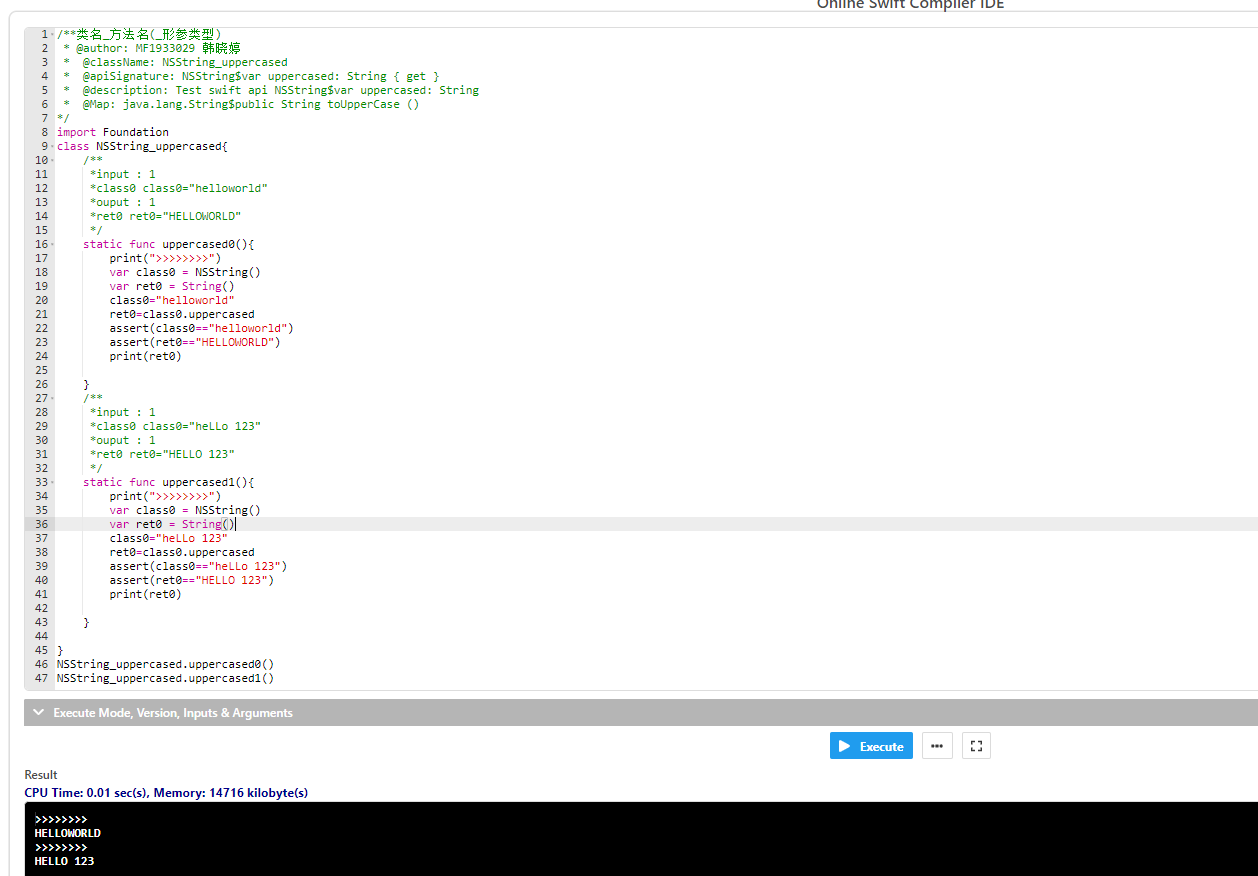 Online Swift Compiler IDE
1 /**类名_方法名(_形参类型)
2 * @author: MF1933029 韩晓婷
3 * @className: NSString_uppercased
4 * @apiSignature: NSString$var uppercased: String { get }
5 * @description: Test swift api NSString$var uppercased: String
6 * @Map: java.lang.String$public String toUpperCase ()
7 */
8 import Foundation
9 class NSString_uppercased{
10 /**
11 *input : 1
12 *class0 class0="helloworld"
13 *ouput : 1
14 *ret0 ret0="HELLOWORLD"
15 */
16 static func uppercased0(){
17 print(">>>>>>>>")
18 var class0 = NSString()
19 var ret0 = String()
20 class0="helloworld"
21 ret0=class0.uppercased
22 assert(class0=="helloworld")
23 assert(ret0=="HELLOWORLD")
24 print(ret0)
25
26 }
27 /**
28 *input : 1
29 *class0 class0="heLLo 123"
30 *ouput : 1
31 *ret0 ret0="HELLO 123"
32 */
33 static func uppercased1(){
34 print(">>>>>>>>")
35 var class0 = NSString()
36 var ret0 = String()
37 class0="heLLo 123"
38 ret0=class0.uppercased
39 assert(class0=="heLLo 123")
40 assert(ret0=="HELLO 123")
41 print(ret0)
42
43 }
44
45 }
46 NSString_uppercased.uppercased0()
47 NSString_uppercased.uppercased1()
Execute Mode, Version, Inputs & Arguments
Execute
Result
CPU Time: 0.01 sec(s), Memory: 14716 kilobyte(s)
>>>>>>>>
HELLOWORLD
>>>>>>>>
HELLO 123